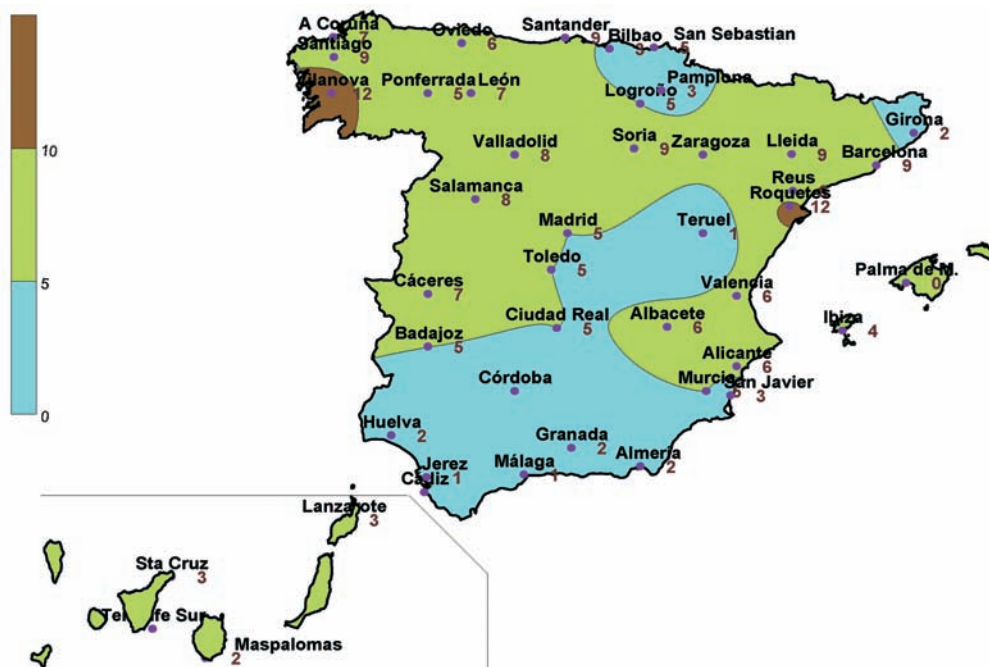 A Coruña
7
Santiago
9
Vilanova
12
Oviedo
6
Ponferrada
5
León
7
Santander
9
Bilbao
9
San Sebastian
5
Pamplona
3
Logroño
5
Girona
2
Barcelona
9
Valladolid
8
Soria
9
Zaragoza
Lleida
9
Reus
Roquetes
12
Salamanca
8
Madrid
5
Teruel
1
Toledo
5
Cáceres
7
Valencia
6
Palma de M.
0
Ibiza
4
Ciudad Real
5
Albacete
6
Badajoz
5
Alicante
6
Córdoba
Murcia
San Javier
3
Huelva
2
Granada
2
Almería
2
Jerez
1
Málaga
1
Cádiz
Lanzarote
3
Sta Cruz
3
Tenerife Sur
Maspalomas
2
10
5
0